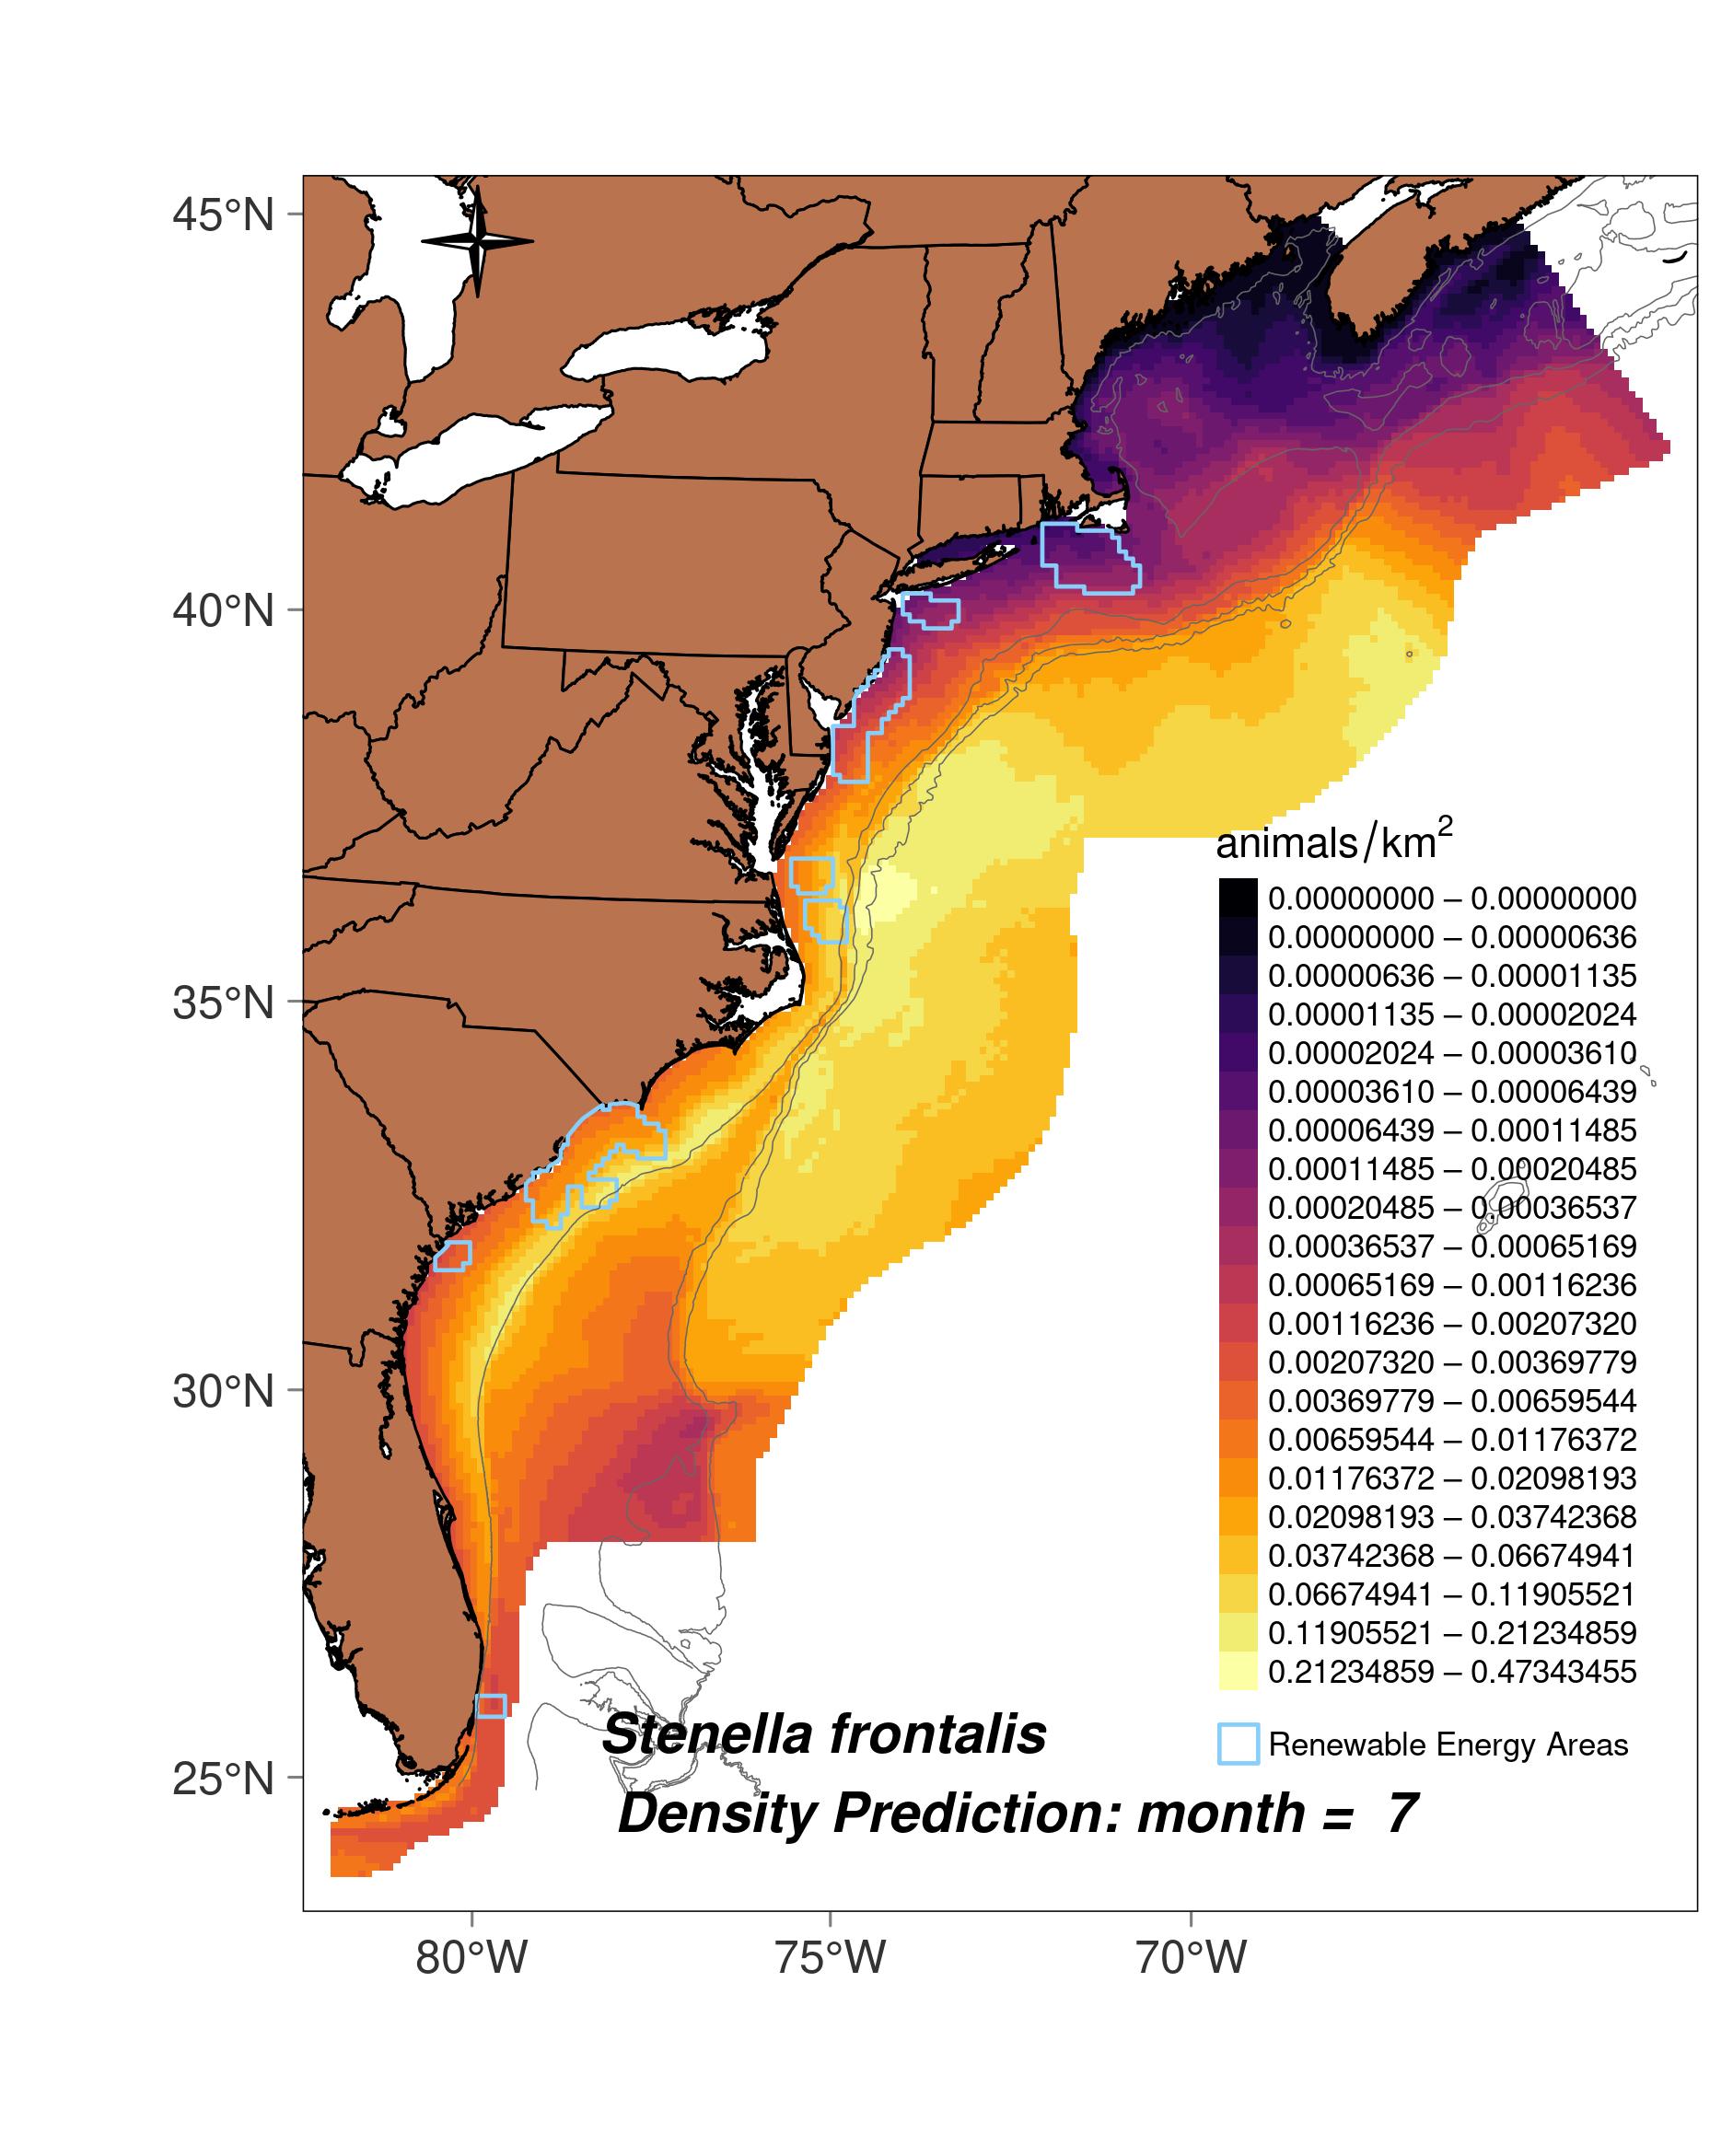 45°N
40°N
35°N
30°N
25°N
80°W
75°W
70°W
animals/km²
0.00000000 – 0.00000000
0.00000000 – 0.00000636
0.00000636 – 0.00001135
0.00001135 – 0.00002024
0.00002024 – 0.00003610
0.00003610 – 0.00006439
0.00006439 – 0.00011485
0.00011485 – 0.00020485
0.00020485 – 0.00036537
0.00036537 – 0.00065169
0.00065169 – 0.00116236
0.00116236 – 0.00207320
0.00207320 – 0.00369779
0.00369779 – 0.00659544
0.00659544 – 0.01176372
0.01176372 – 0.02098193
0.02098193 – 0.03742368
0.03742368 – 0.06674941
0.06674941 – 0.11905521
0.11905521 – 0.21234859
0.21234859 – 0.47343455
Renewable Energy Areas
Stenella frontalis
Density Prediction: month = 7